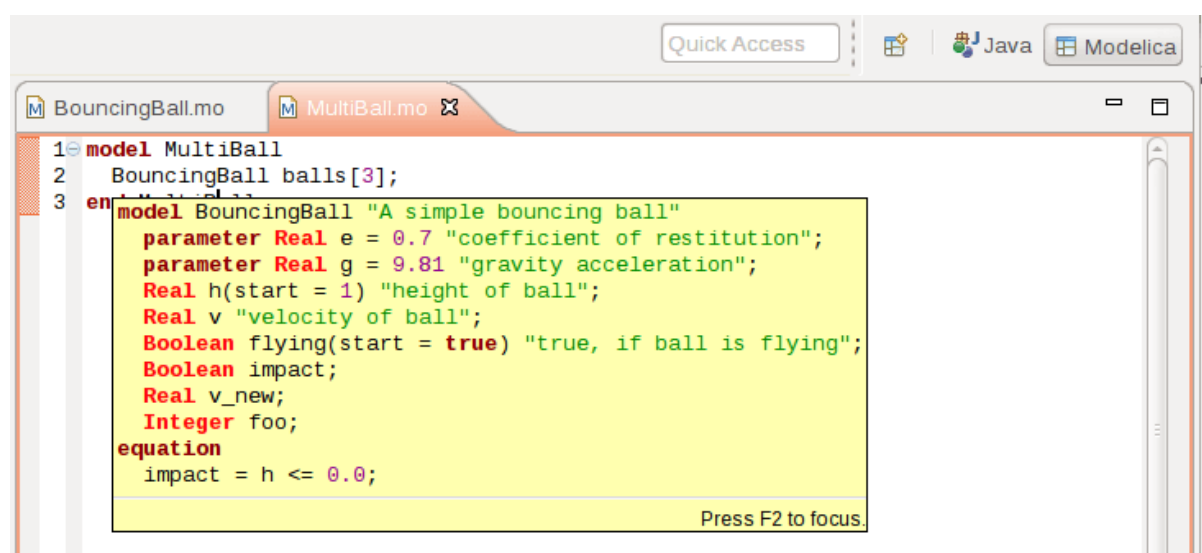 Quick Access Java Modelica
BouncingBall.mo MultiBall.mo
1 model MultiBall
2 BouncingBall balls[3];
3
model BouncingBall "A simple bouncing ball"
parameter Real e = 0.7 "coefficient of restitution";
parameter Real g = 9.81 "gravity acceleration";
Real h(start = 1) "height of ball";
Real v "velocity of ball";
Boolean flying(start = true) "true, if ball is flying";
Boolean impact;
Real v_new;
Integer foo;
equation
impact = h <= 0.0;
Press F2 to focus.